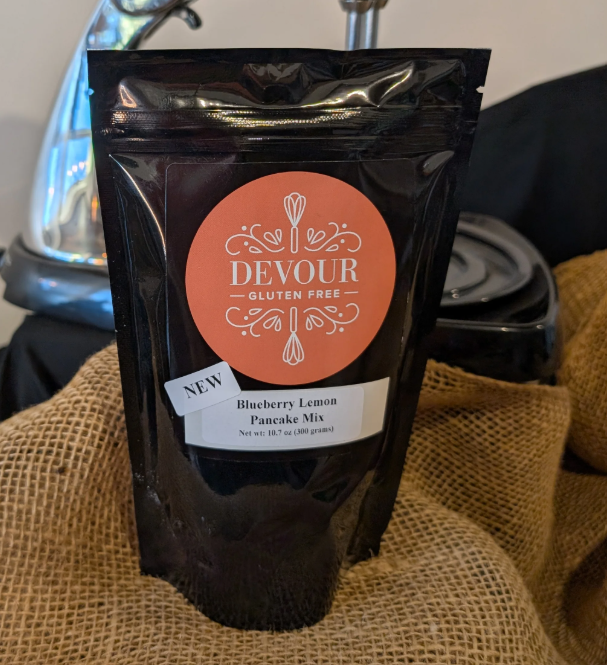 DEVOUR
GLUTEN FREE
NEW
Blueberry Lemon
Pancake Mix
Net wt: 10.7 oz (300 grams)